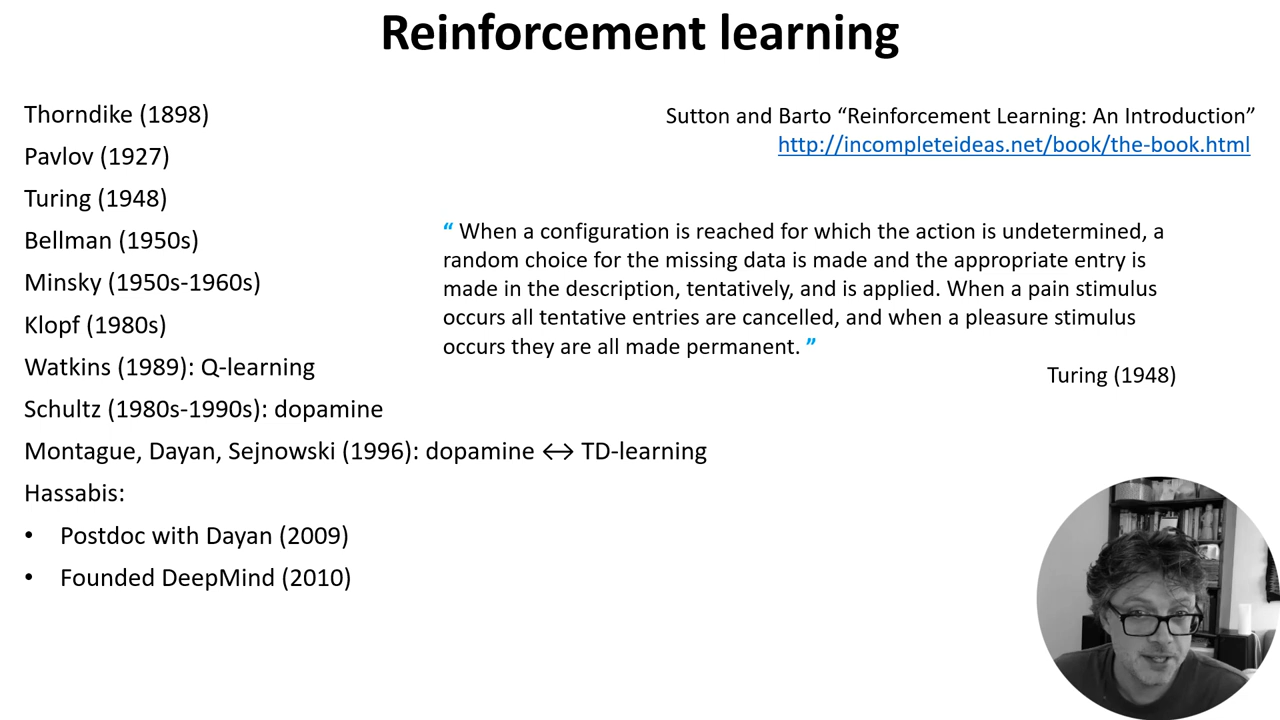 Reinforcement learning
Thorndike (1898)
Pavlov (1927)
Turing (1948)
Bellman (1950s)
Minsky (1950s-1960s)
Klopf (1980s)
Watkins (1989): Q-learning
Schultz (1980s-1990s): dopamine
Montague, Dayan, Sejnowski (1996): dopamine ↔ TD-learning
Hassabis:
• Postdoc with Dayan (2009)
• Founded DeepMind (2010)
Sutton and Barto “Reinforcement Learning: An Introduction”
http://incompleteideas.net/book/the-book.html
“ When a configuration is reached for which the action is undetermined, a
random choice for the missing data is made and the appropriate entry is
made in the description, tentatively, and is applied. When a pain stimulus
occurs all tentative entries are cancelled, and when a pleasure stimulus
occurs they are all made permanent. ”
Turing (1948)